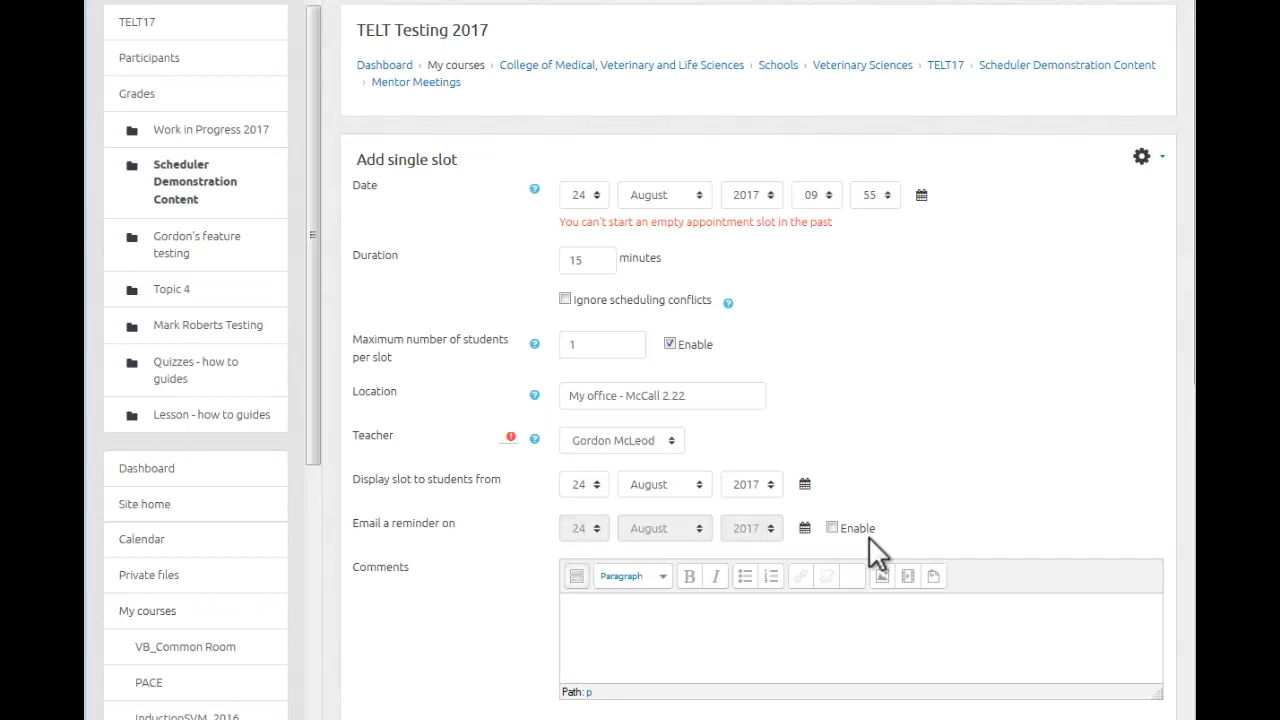 TELT17
Participants
Grades
Work in Progress 2017
Scheduler
Demonstration
Content
Gordon's feature
testing
Topic 4
Mark Roberts Testing
Quizzes - how to
guides
Lesson - how to guides
Dashboard
Site home
Calendar
Private files
My courses
VB_Common Room
PACE
InductionSVM_2016
TELT Testing 2017
Dashboard › My courses › College of Medical, Veterinary and Life Sciences › Schools › Veterinary Sciences › TELT17 › Scheduler Demonstration Content
› Mentor Meetings
Add single slot
Date 24 August 2017 09 55
You can't start an empty appointment slot in the past
Duration 15 minutes
Ignore scheduling conflicts
Maximum number of students
per slot
1 Enable
Location My office - McCall 2.22
Teacher Gordon McLeod
Display slot to students from 24 August 2017
Email a reminder on 24 August 2017 Enable
Comments
Paragraph B I
Path: p